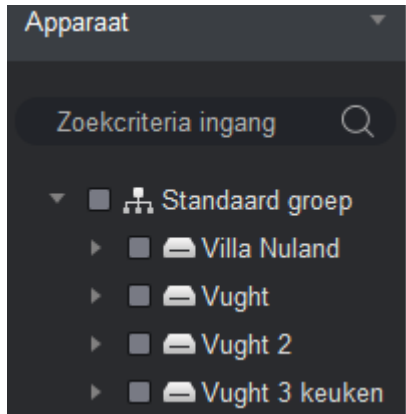 Apparaat
Zoekcriteria ingang
Standaard groep
Villa Nuland
Vught
Vught 2
Vught 3 keuken